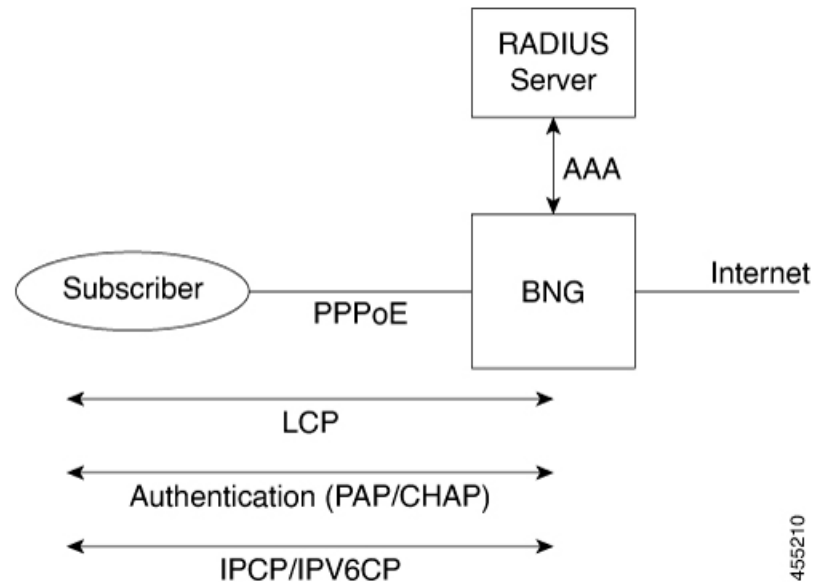 RADIUS
Server
AAA
Internet
Subscriber
BNG
PPPoE
LCP
Authentication (PAP/CHAP)
IPCP/IPV6CP
455210